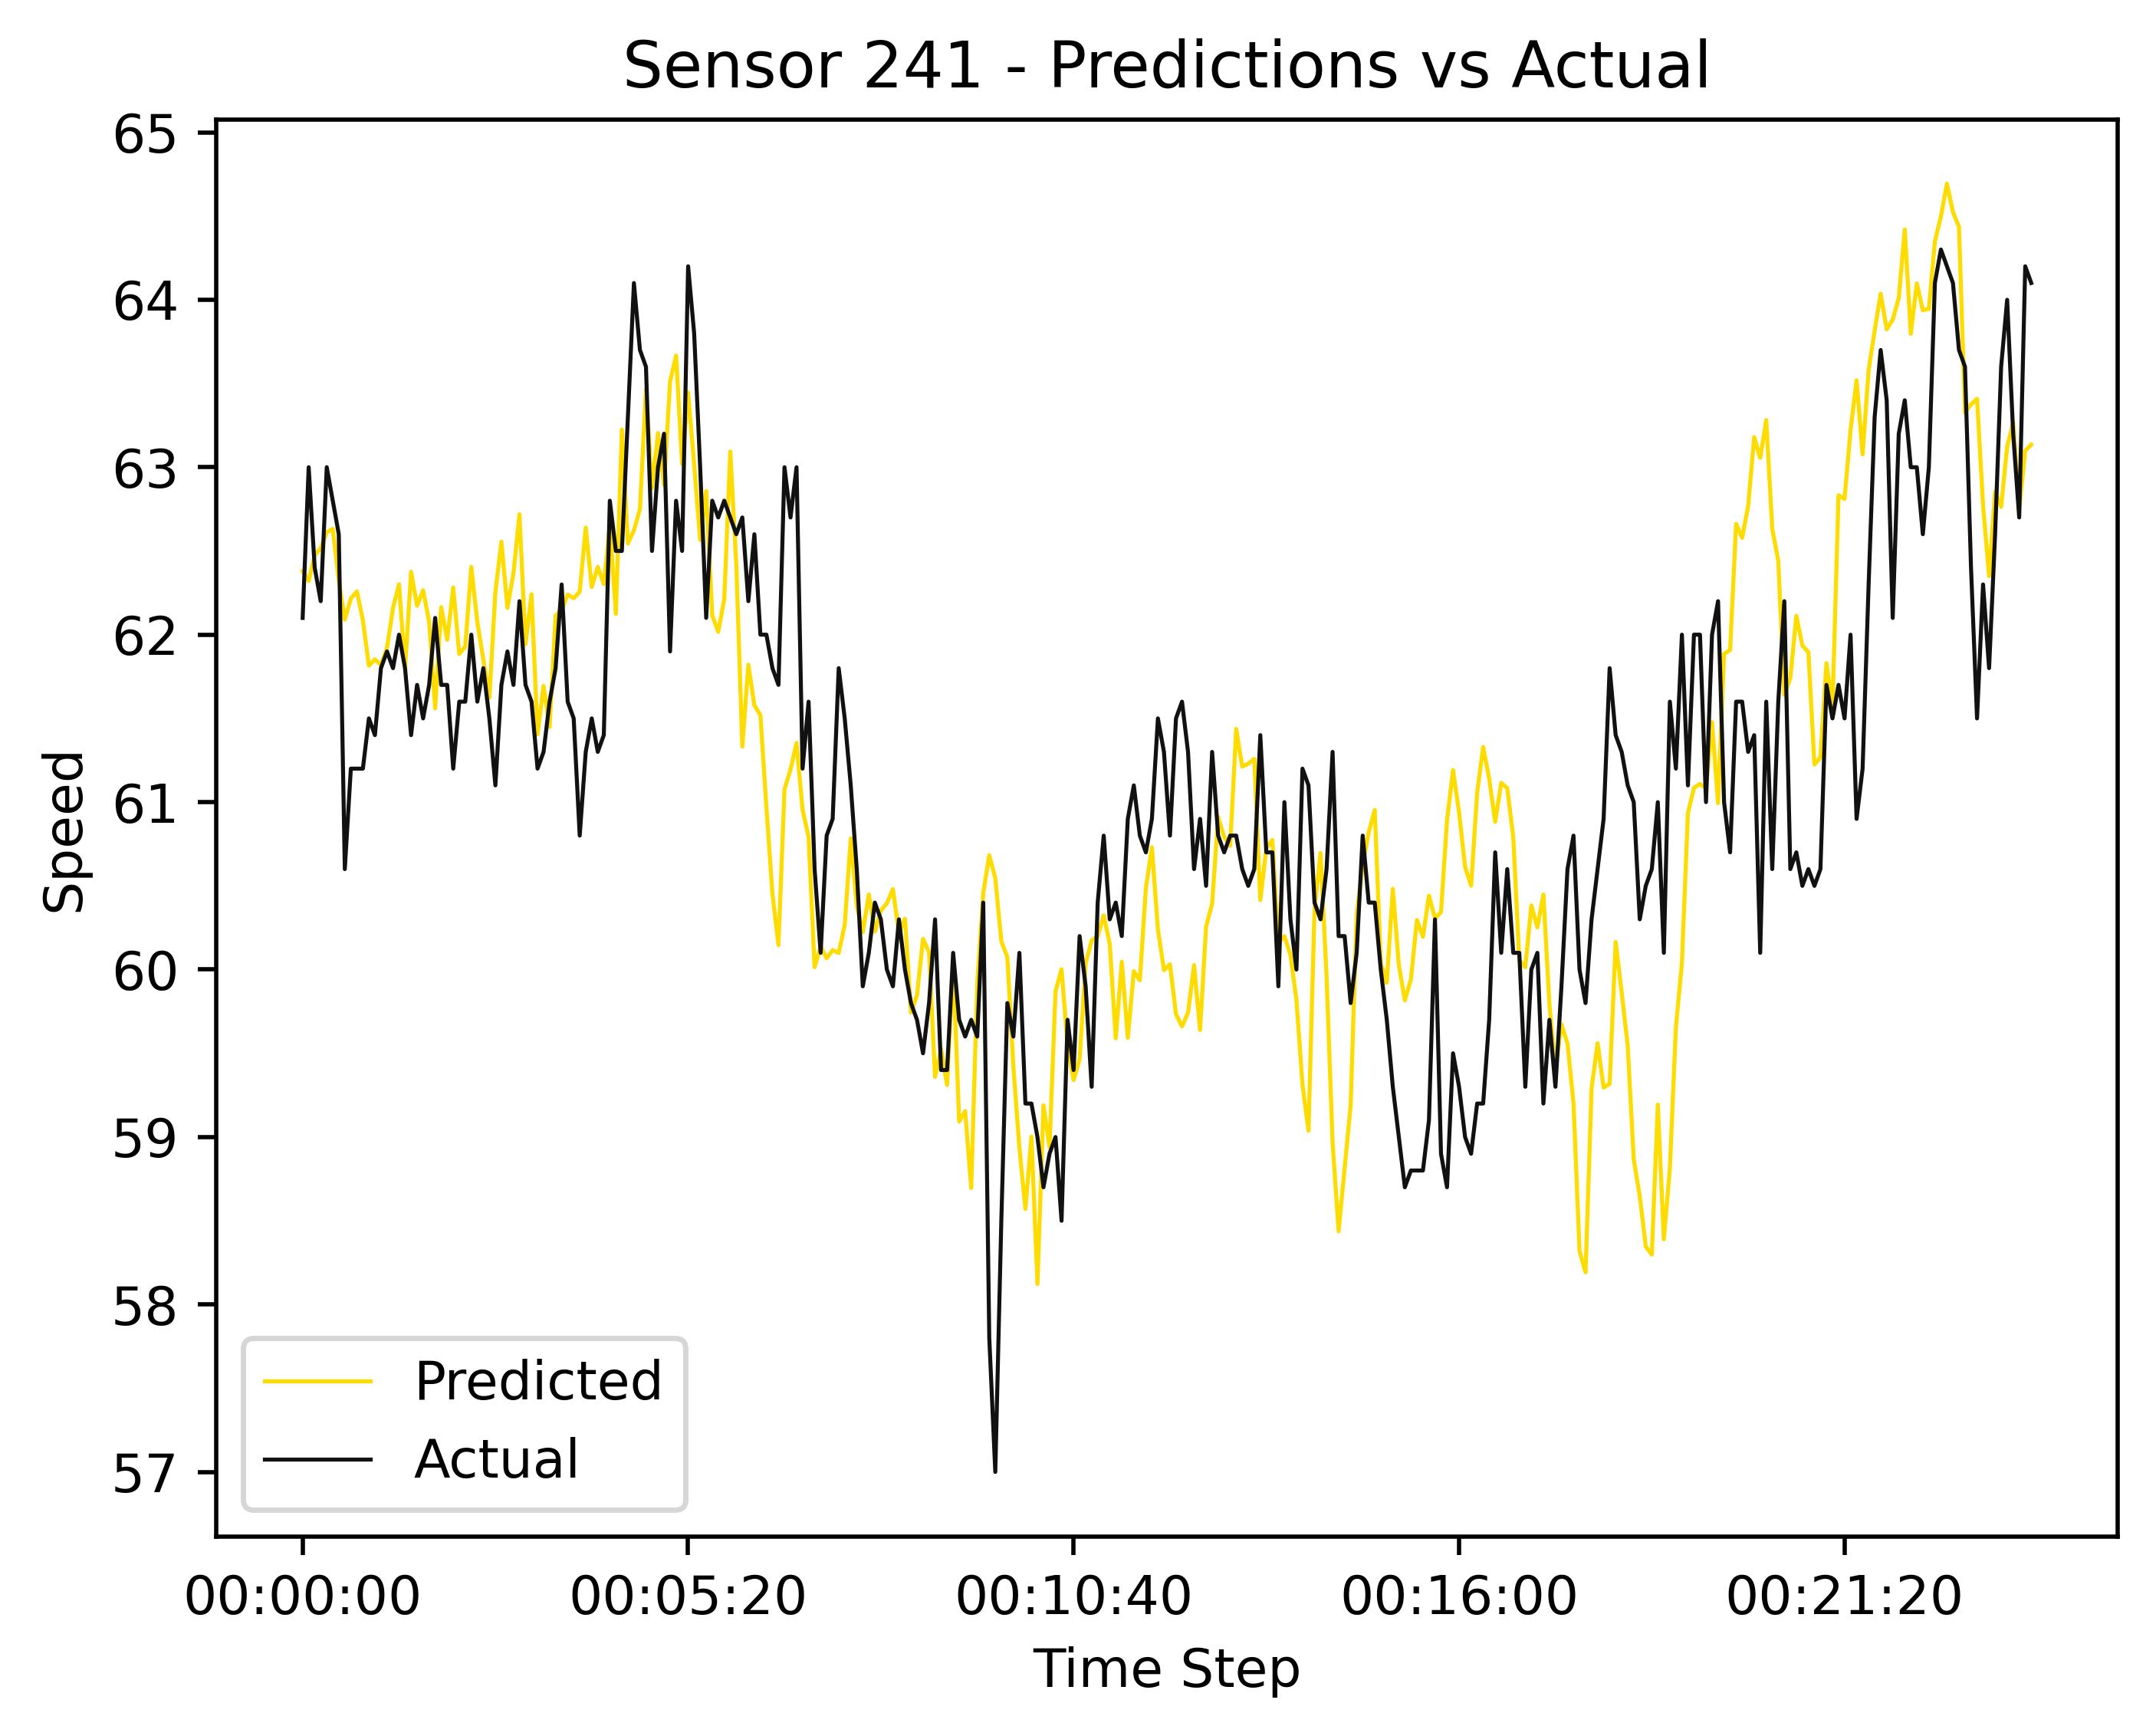 Sensor 241 - Predictions vs Actual
65
64
63
62
61
60
59
58
57
Speed
Predicted
Actual
00:00:00 00:05:20 00:10:40 00:16:00 00:21:20
Time Step